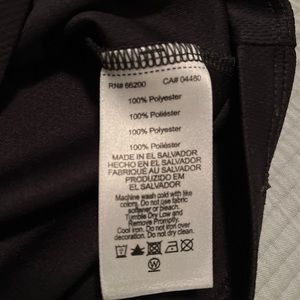 RN# 66200 CA# 04480
100% Polyester
100% Poliéster
100% Polyester
100% Poliéster
MADE IN EL SALVADOR
HECHO EN EL SALVADOR
FABRIQUÉ AU SALVADOR
PRODUZIDO EM
EL SALVADOR
Machine wash cold with like
colors. Do not use fabric
softener or bleach.
Tumble Dry Low and
Remove Promptly.
Cool iron. Do not iron over
decoration. Do not dry clean.
W